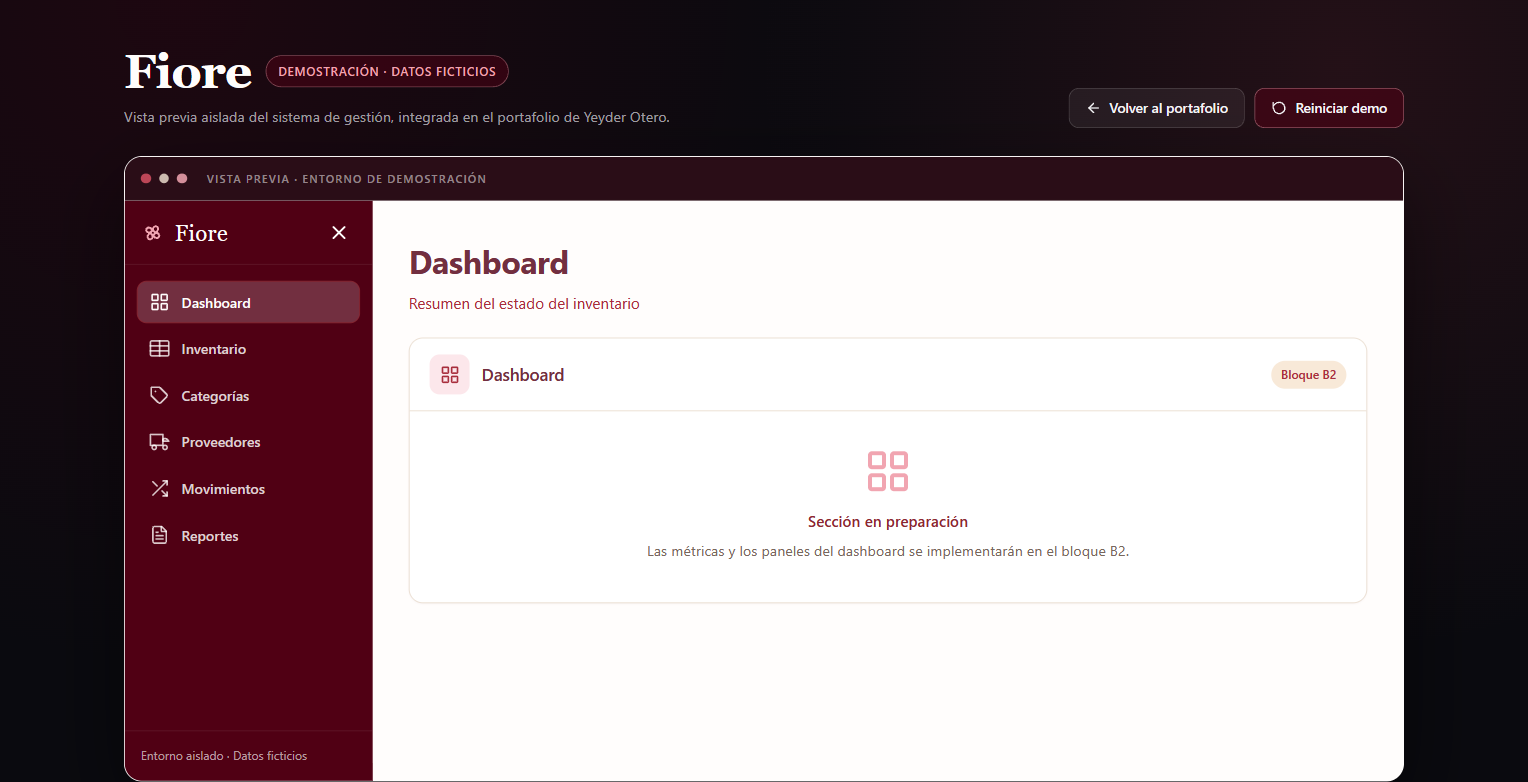 Fiore
DEMOSTRACIÓN · DATOS FICTICIOS
Vista previa aislada del sistema de gestión, integrada en el portafolio de Yeyder Otero.
Volver al portafolio
Reiniciar demo
VISTA PREVIA · ENTORNO DE DEMOSTRACIÓN
Fiore
Dashboard
Inventario
Categorías
Proveedores
Movimientos
Reportes
Entorno aislado · Datos ficticios
Dashboard
Resumen del estado del inventario
Dashboard
Bloque B2
Sección en preparación
Las métricas y los paneles del dashboard se implementarán en el bloque B2.